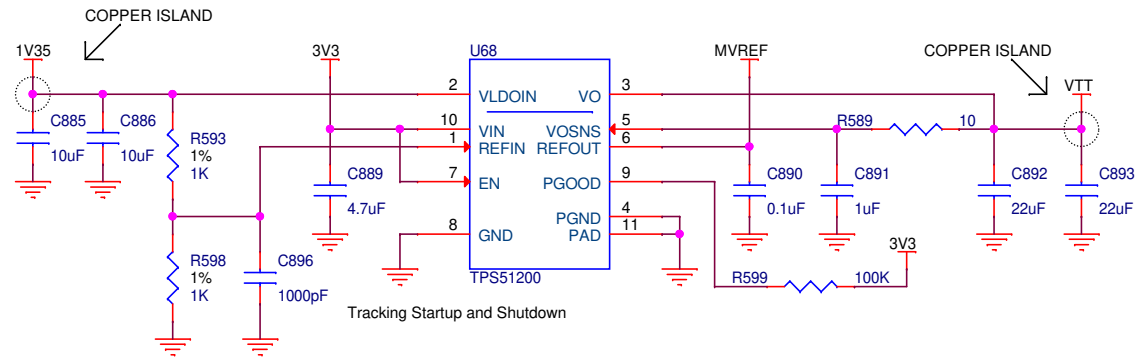 COPPER ISLAND
1V35
3V3
U68
MVREF
COPPER ISLAND
VTT
2
VLDOIN
VO
3
C885
10uF
C886
10uF
R593
1%
1K
10
VIN
1
REFIN
VOSNS
5
REFOUT
6
R589
10
C889
4.7uF
7
EN
PGOOD
9
C890
0.1uF
C891
1uF
C892
22uF
C893
22uF
8
GND
PGND
4
PAD
11
R598
1%
1K
C896
1000pF
TPS51200
R599
100K
3V3
Tracking Startup and Shutdown